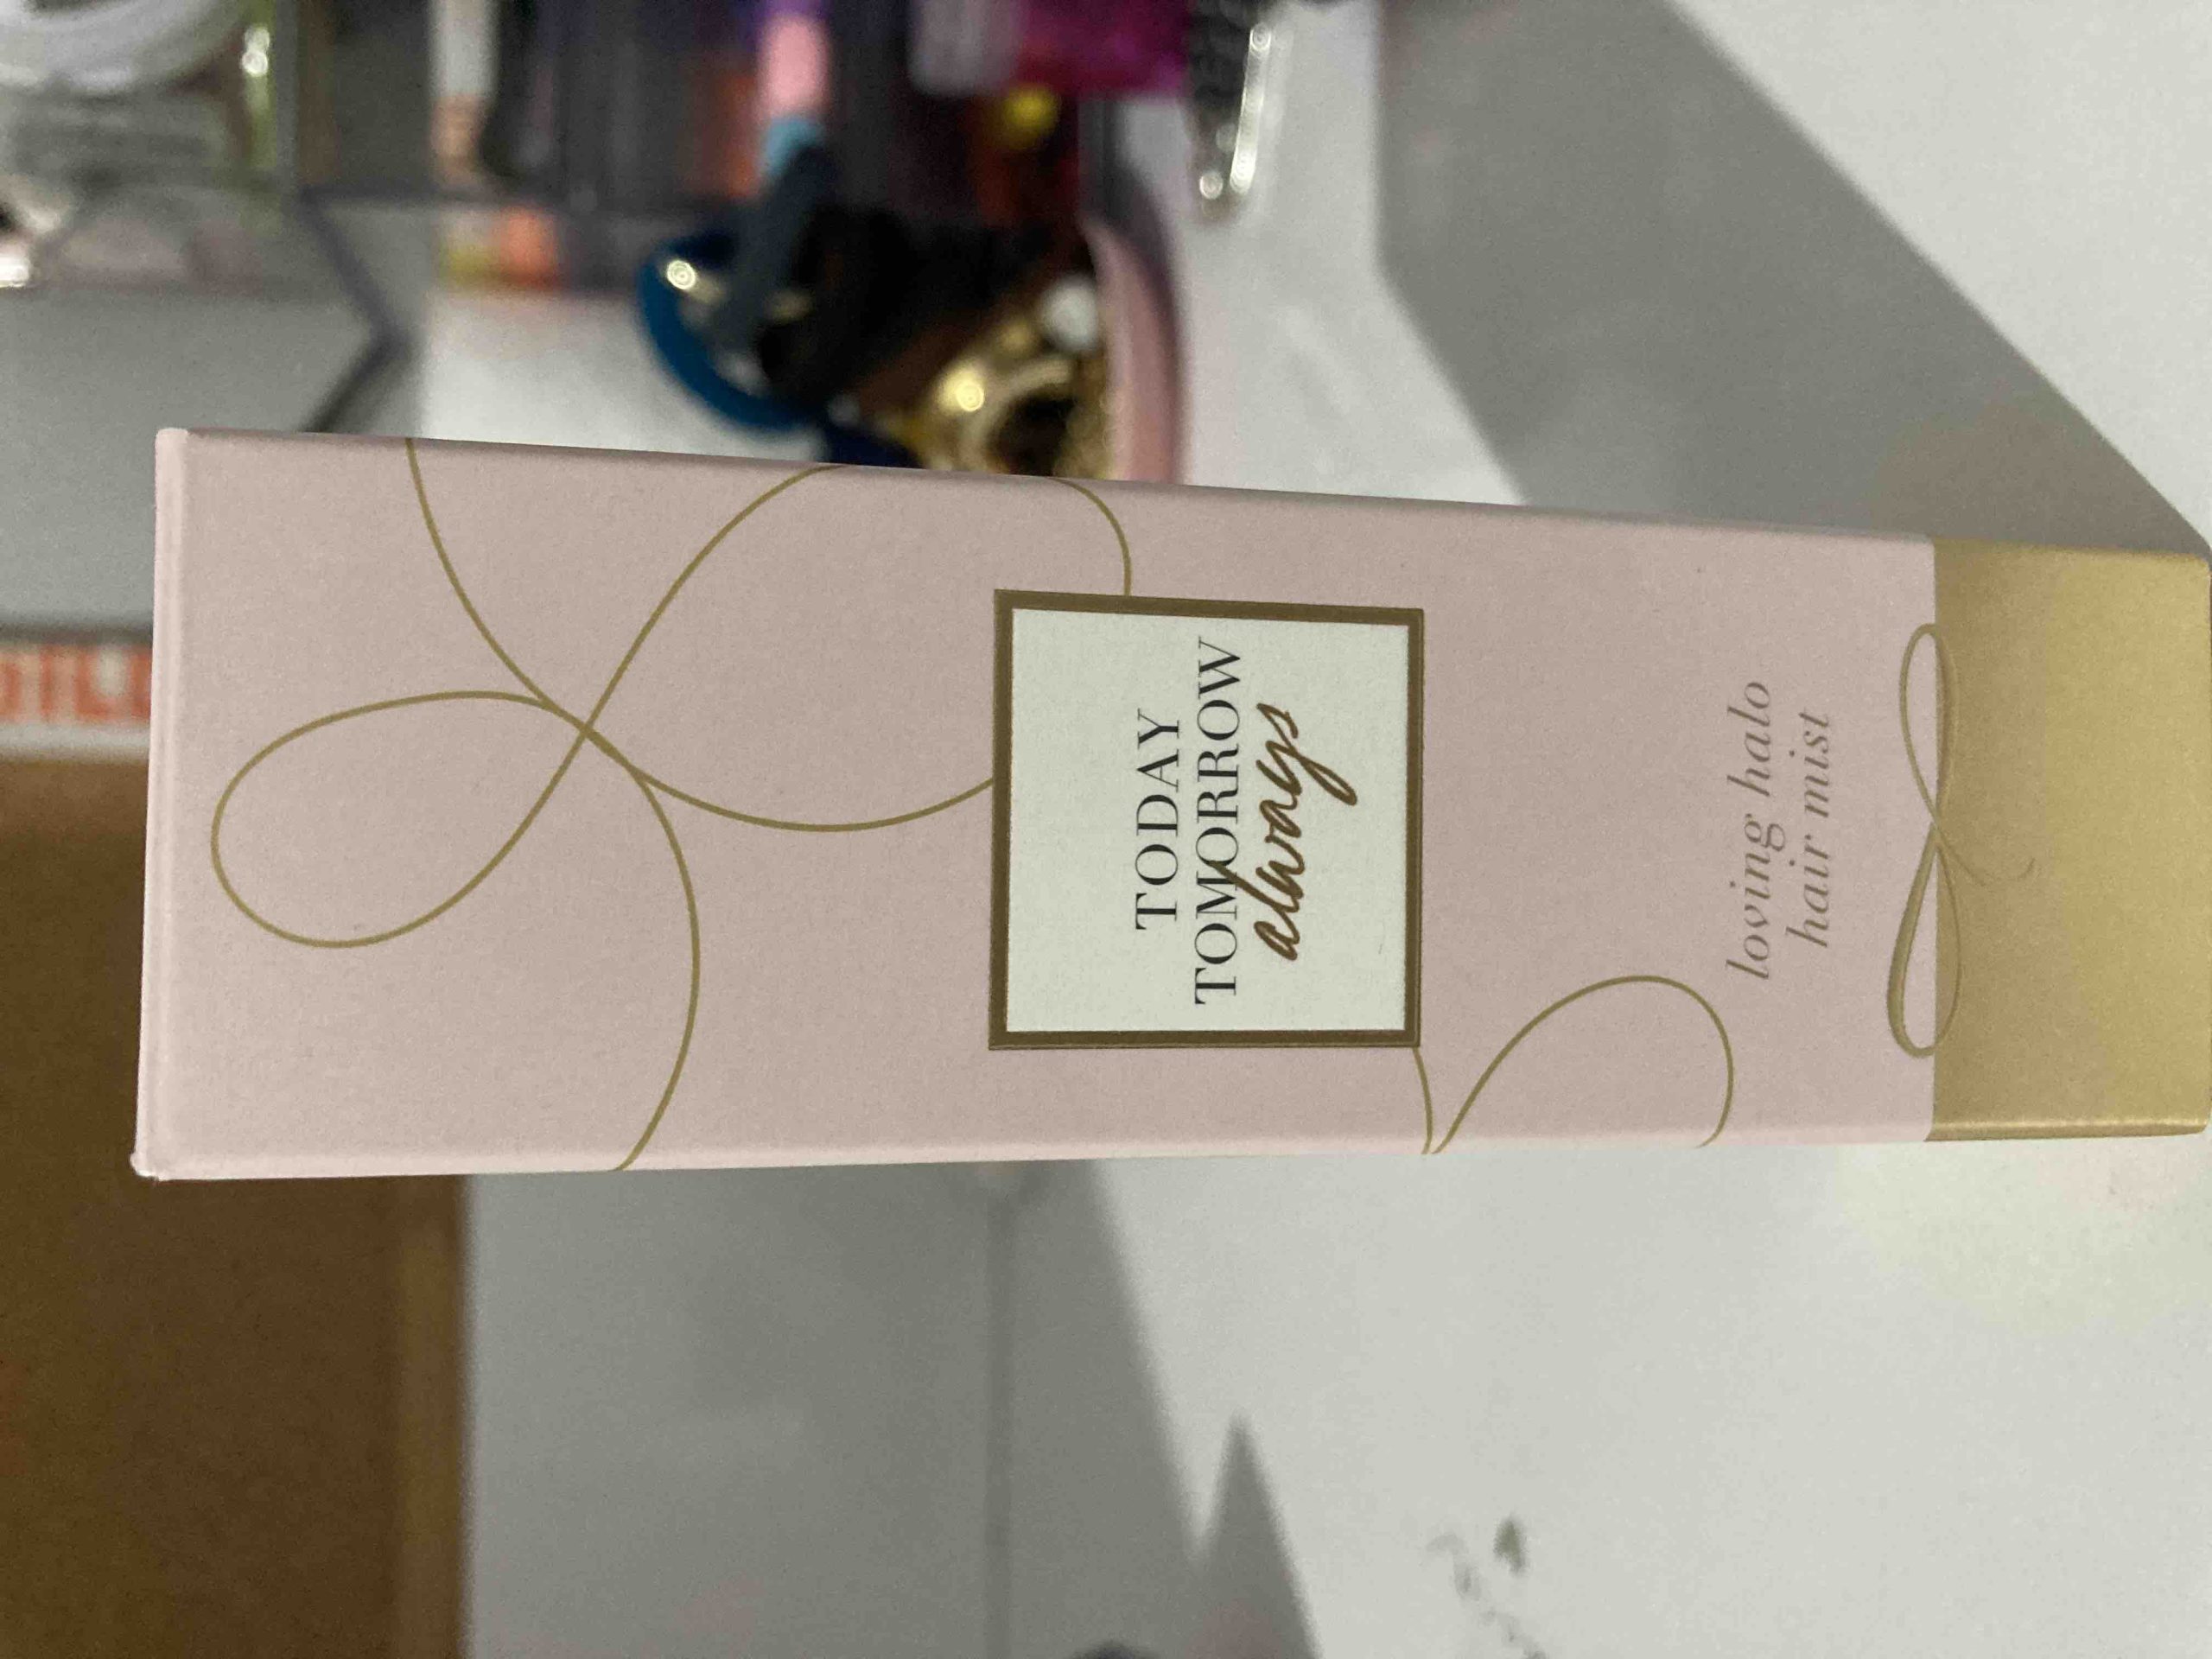 TODAY
TOMORROW
always
loving halo
hair mist